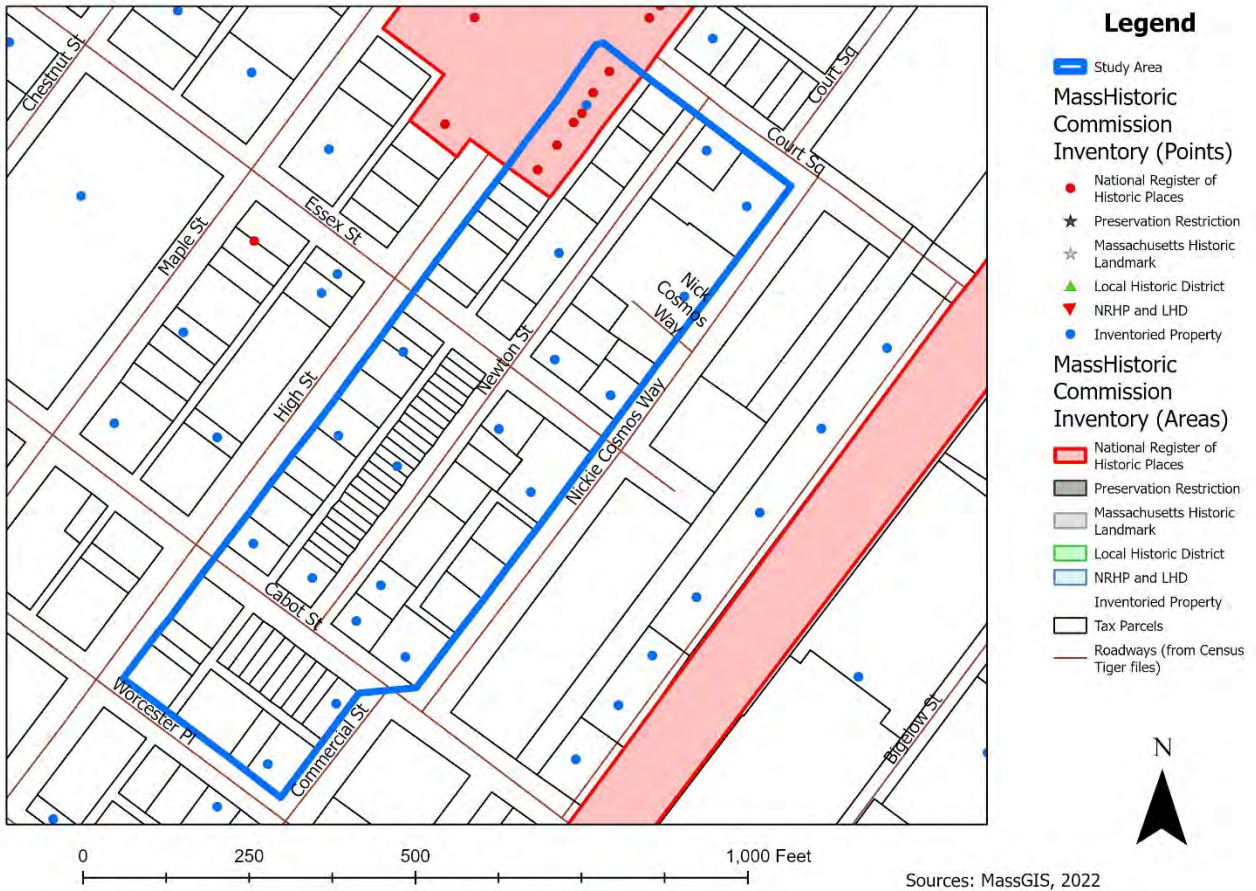 Chestnut St
Court Sq
Court Sq
Maple St
Essex St
Nick
Cosmos
Way
Newton St
High St
Nickie Cosmos Way
Cabot St
Worcester Pl
Commercial St
Bigelow St
Legend
Study Area
MassHistoric
Commission
Inventory (Points)
National Register of
Historic Places
Preservation Restriction
Massachusetts Historic
Landmark
Local Historic District
NRHP and LHD
Inventoried Property
MassHistoric
Commission
Inventory (Areas)
National Register of
Historic Places
Preservation Restriction
Massachusetts Historic
Landmark
Local Historic District
NRHP and LHD
Inventoried Property
Tax Parcels
Roadways (from Census
Tiger files)
N
0 250 500 1,000 Feet
Sources: MassGIS, 2022